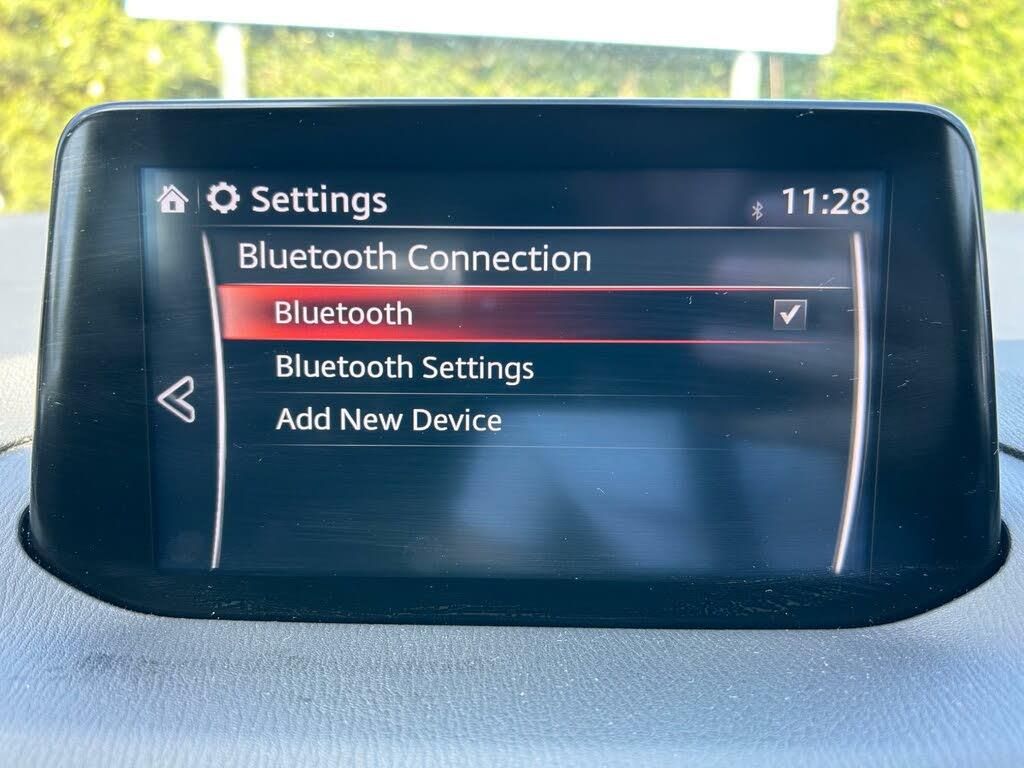 Settings
11:28
Bluetooth Connection
Bluetooth
Bluetooth Settings
Add New Device